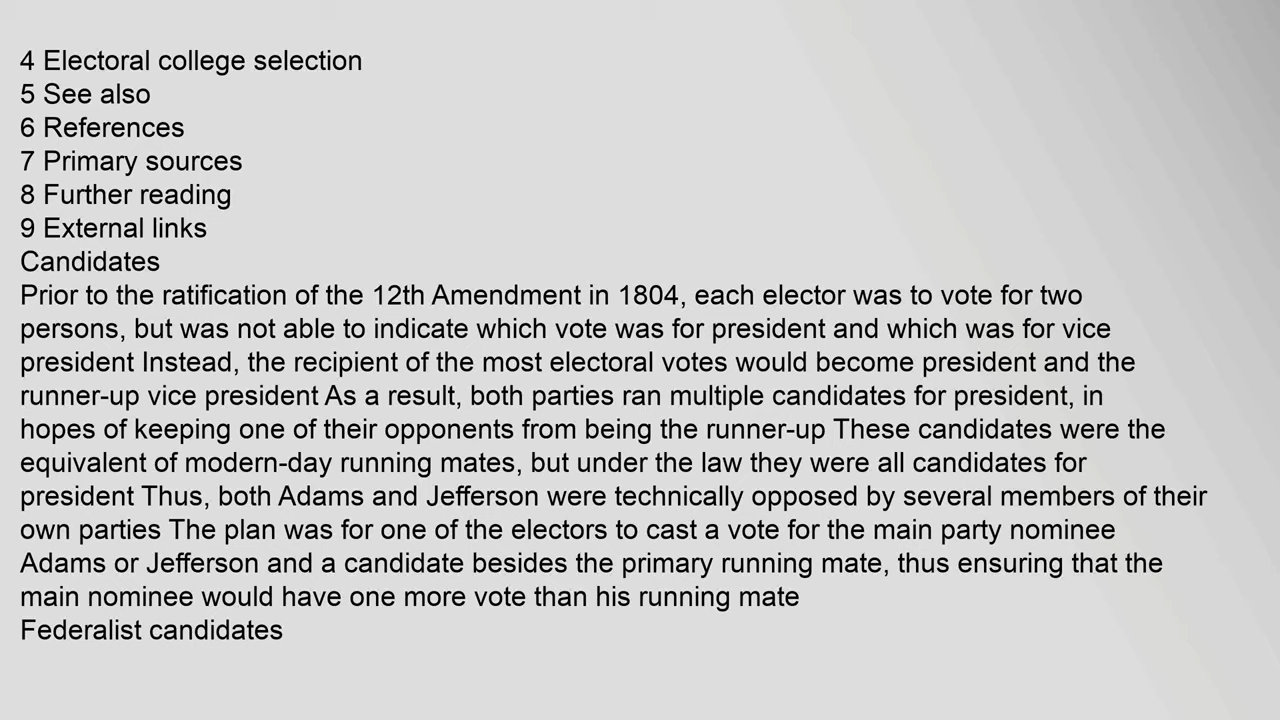 4 Electoral college selection
5 See also
6 References
7 Primary sources
8 Further reading
9 External links
Candidates
Prior to the ratification of the 12th Amendment in 1804, each elector was to vote for two
persons, but was not able to indicate which vote was for president and which was for vice
president Instead, the recipient of the most electoral votes would become president and the
runner-up vice president As a result, both parties ran multiple candidates for president, in
hopes of keeping one of their opponents from being the runner-up These candidates were the
equivalent of modern-day running mates, but under the law they were all candidates for
president Thus, both Adams and Jefferson were technically opposed by several members of their
own parties The plan was for one of the electors to cast a vote for the main party nominee
Adams or Jefferson and a candidate besides the primary running mate, thus ensuring that the
main nominee would have one more vote than his running mate
Federalist candidates